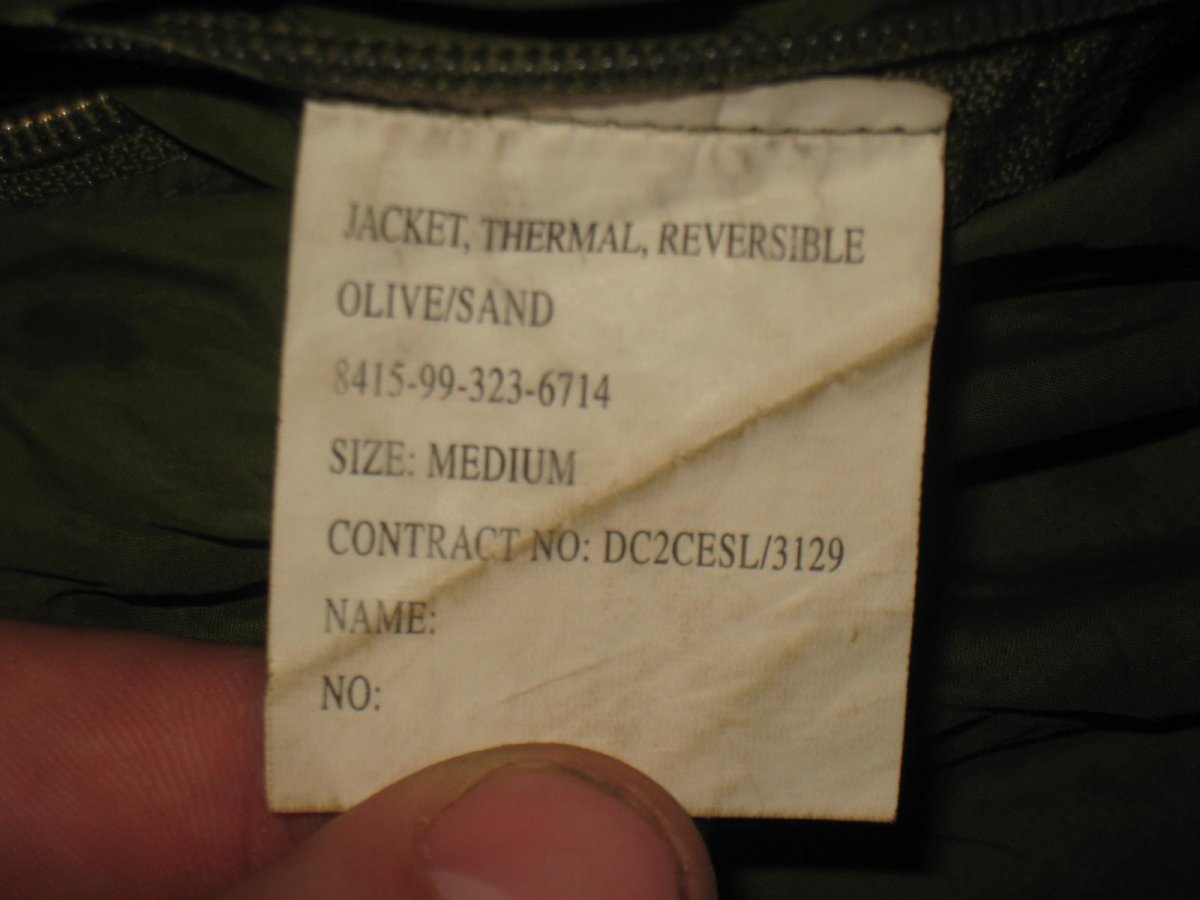 JACKET, THERMAL, REVERSIBLE
OLIVE/SAND
8415-99-323-6714
SIZE: MEDIUM
CONTRACT NO: DC2CESL/3129
NAME:
NO: